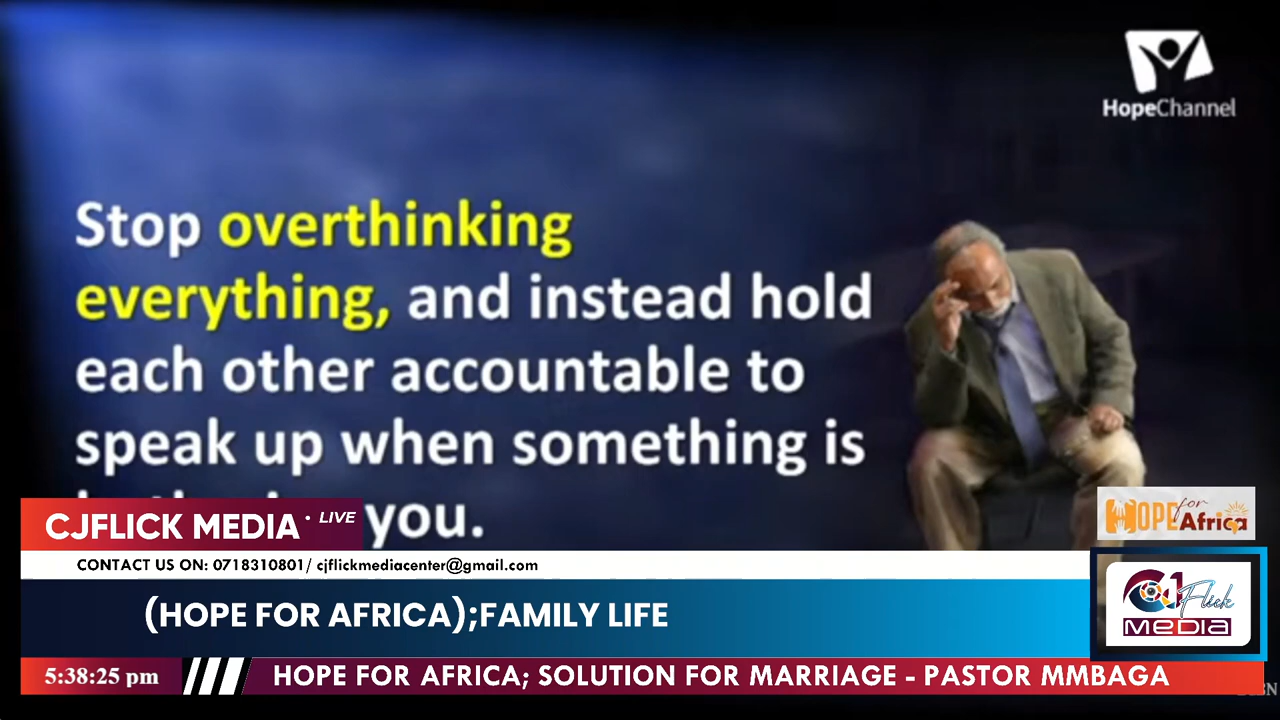 HopeChannel
Stop overthinking
everything, and instead hold
each other accountable to
speak up when something is
you.
CJFLICK MEDIA • LIVE
HOPE for Africa
CONTACT US ON: 0718310801/ cjflickmediacenter@gmail.com
Flick
MEDIA
(HOPE FOR AFRICA);FAMILY LIFE
5:38:25 pm
HOPE FOR AFRICA; SOLUTION FOR MARRIAGE - PASTOR MMBAGA